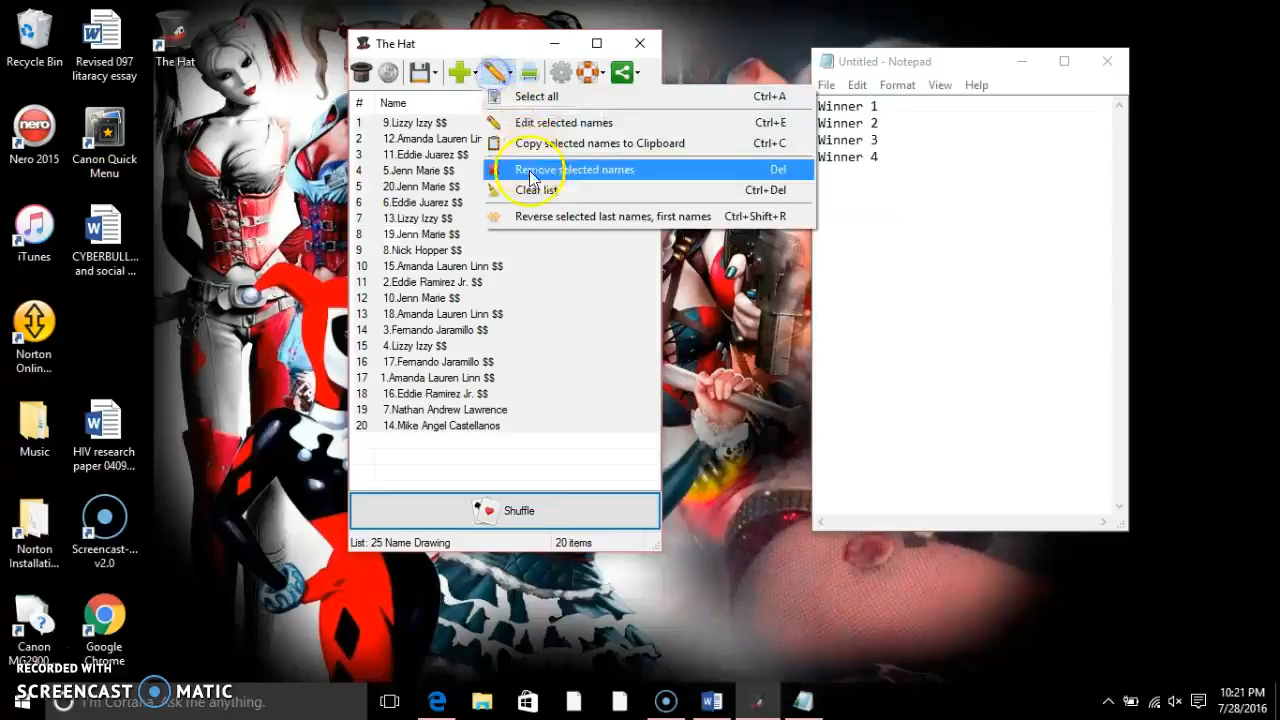 Recycle Bin
Revised 097
litaracy essay
The Hat
Nero 2015
Canon Quick
Menu
iTunes
CYBERBULL...
and social ...
Norton
Online...
Music
HIV research
paper 0409...
Norton
Installati...
Screencast-...
v2.0
Canon
MG2900
Google
Chrome
The Hat
# Name
1 9.Lizzy Izzy $$
2 12.Amanda Lauren Lin
3 11.Eddie Juarez $$
4 5.Jenn Marie $$
5 20.Jenn Marie $$
6 6.Eddie Juarez $$
7 13.Lizzy Izzy $$
8 19.Jenn Marie $$
9 8.Nick Hopper $$
10 15.Amanda Lauren Linn $$
11 2.Eddie Ramirez Jr. $$
12 10.Jenn Marie $$
13 18.Amanda Lauren Linn $$
14 3.Fernando Jaramillo $$
15 4.Lizzy Izzy $$
16 17.Fernando Jaramillo $$
17 1.Amanda Lauren Linn $$
18 16.Eddie Ramirez Jr. $$
19 7.Nathan Andrew Lawrence
20 14.Mike Angel Castellanos
Shuffle
List: 25 Name Drawing 20 items
Select all Ctrl+A
Edit selected names Ctrl+E
Copy selected names to Clipboard Ctrl+C
Remove selected names Del
Clear list Ctrl+Del
Reverse selected last names, first names Ctrl+Shift+R
Untitled - Notepad
File Edit Format View Help
Winner 1
Winner 2
Winner 3
Winner 4
RECORDED WITH
SCREENCAST MATIC
I'm Cortana. Ask me anything.
10:21 PM
7/28/2016